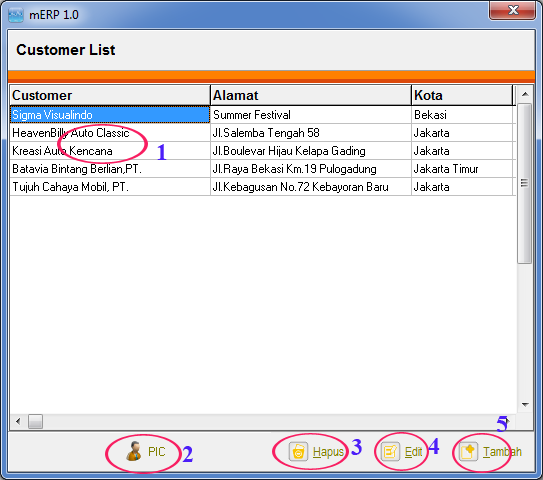 mERP 1.0
Customer List
Customer Alamat Kota
Sigma Visualindo Summer Festival Bekasi
HeavenBilly Auto Classic Jl.Salemba Tengah 58 Jakarta
Kreasi Auto Kencana Jl.Boulevar Hijau Kelapa Gading Jakarta
1
Batavia Bintang Berlian,PT. Jl.Raya Bekasi Km.19 Pulogadung Jakarta Timur
Tujuh Cahaya Mobil, PT. Jl.Kebagusan No.72 Kebayoran Baru Jakarta
PIC 2 Hapus 3 Edit 4 Tambah 5